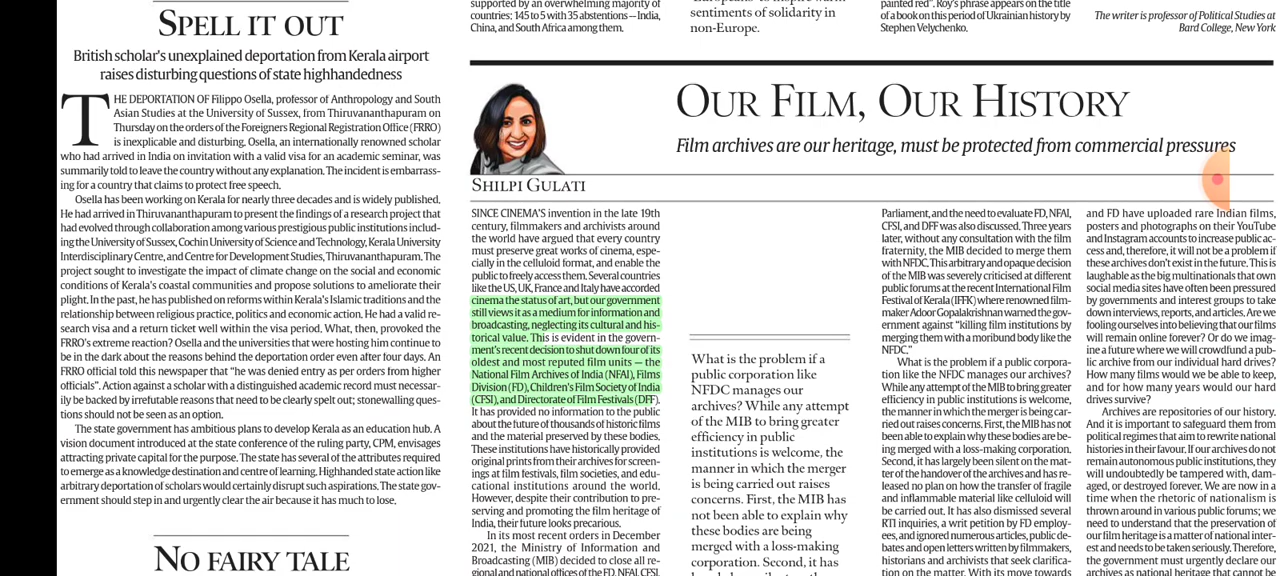 SPELL IT OUT
British scholar's unexplained deportation from Kerala airport
raises disturbing questions of state highhandedness
THE DEPORTATION OF Filippo Osella, professor of Anthropology and South
Asian Studies at the University of Sussex, from Thiruvananthapuram on
Thursday on the orders of the Foreigners Regional Registration Office (FRRO)
is inexplicable and disturbing. Osella, an internationally renowned scholar
who had arrived in India on invitation with a valid visa for an academic seminar, was
summarily told to leave the country without any explanation. The incident is embarrass-
ing for a country that claims to protect free speech.
Osella has been working on Kerala for nearly three decades and is widely published.
He had arrived in Thiruvananthapuram to present the findings of a research project that
had evolved through collaboration among various prestigious public institutions includ-
ing the University of Sussex, Cochin University of Science and Technology, Kerala University
Interdisciplinary Centre, and Centre for Development Studies, Thiruvananthapuram. The
project sought to investigate the impact of climate change on the social and economic
conditions of Kerala's coastal communities and propose solutions to ameliorate their
plight. In the past, he has published on reforms within Kerala's Islamic traditions and the
relationship between religious practice, politics and economic action. He had a valid re-
search visa and a return ticket well within the visa period. What, then, provoked the
FRRO's extreme reaction? Osella and the universities that were hosting him continue to
be in the dark about the reasons behind the deportation order even after four days. An
FRRO official told this newspaper that "he was denied entry as per orders from higher
officials". Action against a scholar with a distinguished academic record must necessar-
ily be backed by irrefutable reasons that need to be clearly spelt out; stonewalling ques-
tions should not be seen as an option.
The state government has ambitious plans to develop Kerala as an education hub. A
vision document introduced at the state conference of the ruling party, CPM, envisages
attracting private capital for the purpose. The state has several of the attributes required
to emerge as a knowledge destination and centre of learning. Highhanded state action like
arbitrary deportation of scholars would certainly disrupt such aspirations. The state gov-
ernment should step in and urgently clear the air because it has much to lose.
NO FAIRY TALE
supported by an overwhelming majority of
countries: 145 to 5 with 35 abstentions — India,
China, and South Africa among them.
sentiments of solidarity in
non-Europe.
painted red". Roy's phrase appears on the title
of a book on this period of Ukrainian history by
Stephen Velychenko.
The writer is professor of Political Studies at
Bard College, New York
OUR FILM, OUR HISTORY
Film archives are our heritage, must be protected from commercial pressures
SHILPI GULATI
SINCE CINEMA'S invention in the late 19th
century, filmmakers and archivists around
the world have argued that every country
must preserve great works of cinema, espe-
cially in the celluloid format, and enable the
public to freely access them. Several countries
like the US, UK, France and Italy have accorded
cinema the status of art, but our government
still views it as a medium for information and
broadcasting, neglecting its cultural and his-
torical value. This is evident in the govern-
ment's recent decision to shut down four of its
oldest and most reputed film units — the
National Film Archives of India (NFAI), Films
Division (FD), Children's Film Society of India
(CFSI), and Directorate of Film Festivals (DFF).
It has provided no information to the public
about the future of thousands of historic films
and the material preserved by these bodies.
These institutions have historically provided
original prints from their archives for screen-
ings at film festivals, film societies, and edu-
cational institutions around the world.
However, despite their contribution to pre-
serving and promoting the film heritage of
India, their future looks precarious.
In its most recent orders in December
2021, the Ministry of Information and
Broadcasting (MIB) decided to close all re-
gional and national offices of the FD, NFAI, CFSI,
What is the problem if a
public corporation like
NFDC manages our
archives? While any attempt
of the MIB to bring greater
efficiency in public
institutions is welcome, the
manner in which the merger
is being carried out raises
concerns. First, the MIB has
not been able to explain why
these bodies are being
merged with a loss-making
corporation. Second, it has
Parliament, and the need to evaluate FD, NFAI,
CFSI, and DFF was also discussed. Three years
later, without any consultation with the film
fraternity, the MIB decided to merge them
with NFDC. This arbitrary and opaque decision
of the MIB was severely criticised at different
public forums at the recent International Film
Festival of Kerala (IFFK) where renowned film-
maker Adoor Gopalakrishnan warned the gov-
ernment against "killing film institutions by
merging them with a moribund body like the
NFDC."
What is the problem if a public corpora-
tion like the NFDC manages our archives?
While any attempt of the MIB to bring greater
efficiency in public institutions is welcome,
the manner in which the merger is being car-
ried out raises concerns. First, the MIB has not
been able to explain why these bodies are be-
ing merged with a loss-making corporation.
Second, it has largely been silent on the mat-
ter of the handover of the archives and has re-
leased no plan on how the transfer of fragile
and inflammable material like celluloid will
be carried out. It has also dismissed several
RTI inquiries, a writ petition by FD employ-
ees, and ignored numerous articles, public de-
bates and open letters written by filmmakers,
historians and archivists that seek clarifica-
tion on the matter. With its move towards
and FD have uploaded rare Indian films,
posters and photographs on their YouTube
and Instagram accounts to increase public ac-
cess and, therefore, it will not be a problem if
these archives don't exist in the future. This is
laughable as the big multinationals that own
social media sites have often been pressured
by governments and interest groups to take
down interviews, reports, and articles. Are we
fooling ourselves into believing that our films
will remain online forever? Or do we imag-
ine a future where we will crowdfund a pub-
lic archive from our individual hard drives?
How many films would we be able to keep,
and for how many years would our hard
drives survive?
Archives are repositories of our history.
And it is important to safeguard them from
political regimes that aim to rewrite national
histories in their favour. If our archives do not
remain autonomous public institutions, they
will undoubtedly be tampered with, dam-
aged, or destroyed forever. We are now in a
time when the rhetoric of nationalism is
thrown around in various public forums; we
need to understand that the preservation of
our film heritage is a matter of national inter-
est and needs to be taken seriously. Therefore,
the government must urgently declare our
archives as national heritage that cannot be